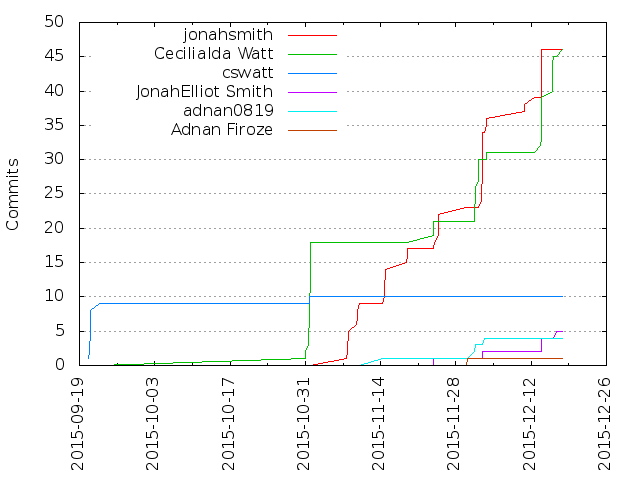 50
45
40
35
30
25
20
15
10
5
0
Commits
jonahsmith
Cecilialda Watt
cswatt
JonahElliot Smith
adnan0819
Adnan Firoze
2015-09-19
2015-10-03
2015-10-17
2015-10-31
2015-11-14
2015-11-28
2015-12-12
2015-12-26